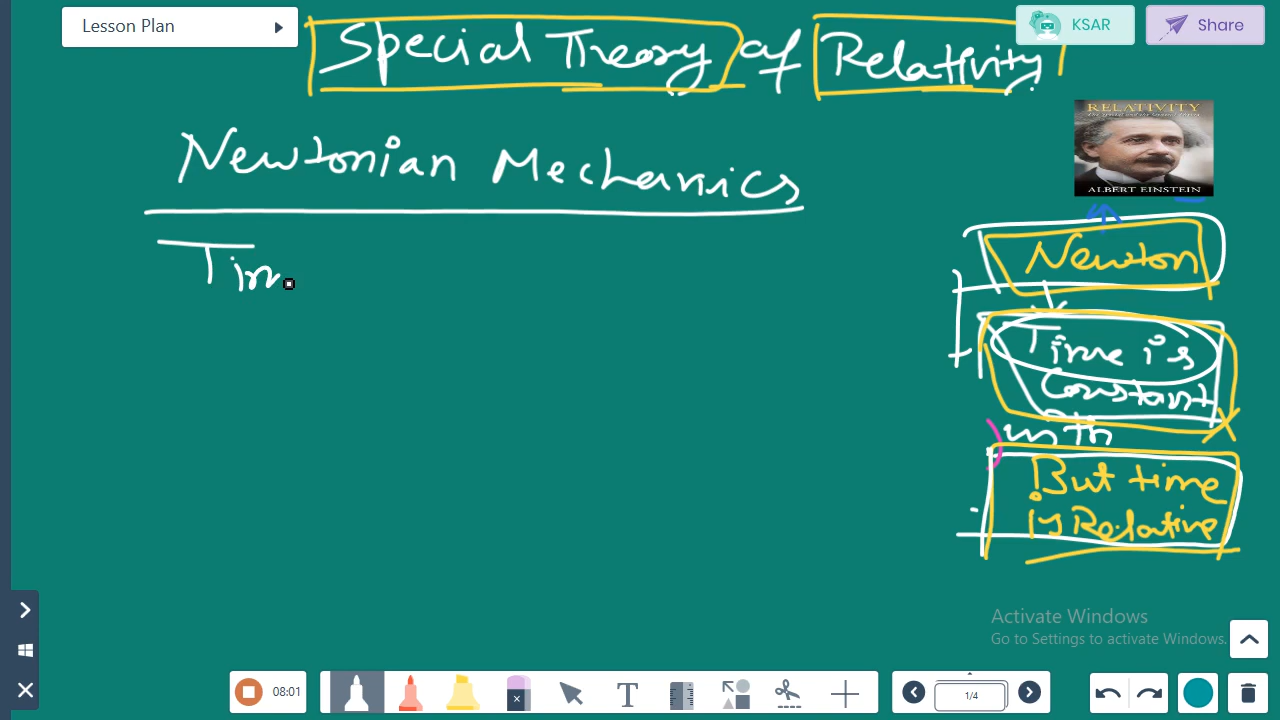 Lesson Plan
Special Theory of Relativity
KSAR
Share
Newtonian Mechanics
Tim
RELATIVITY
ALBERT EINSTEIN
Newton
Time is
Constant
with
But time
is Relative
Activate Windows
Go to Settings to activate Windows.
08:01
T
1/4